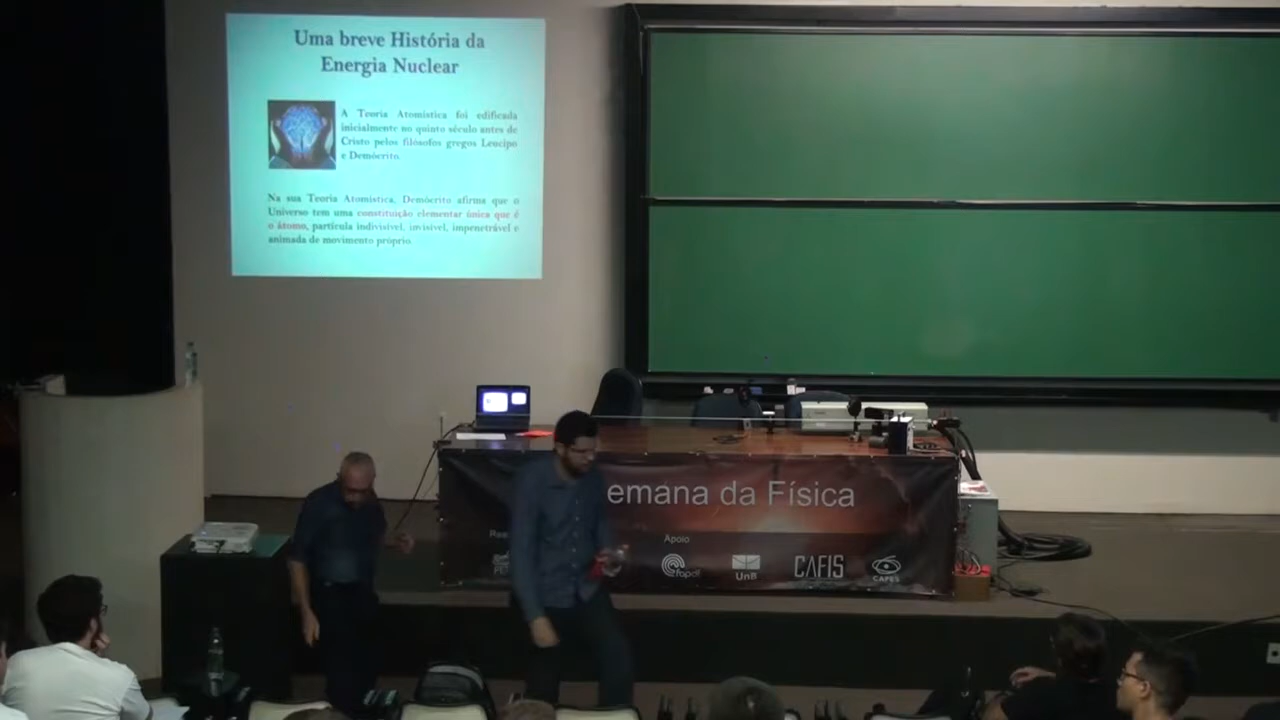 Uma breve História da
Energia Nuclear
A Teoria Atomística foi edificada
inicialmente no quinto século antes de
Cristo pelos filósofos gregos Leucipo
e Demócrito.
Na sua Teoria Atomística, Demócrito afirma que o
Universo tem uma constituição elementar única que é
o átomo, partícula indivisível, invisível, impenetrável e
animada de movimento próprio.
emana da Física
Apoio
UnB
CAFIS
CAPES